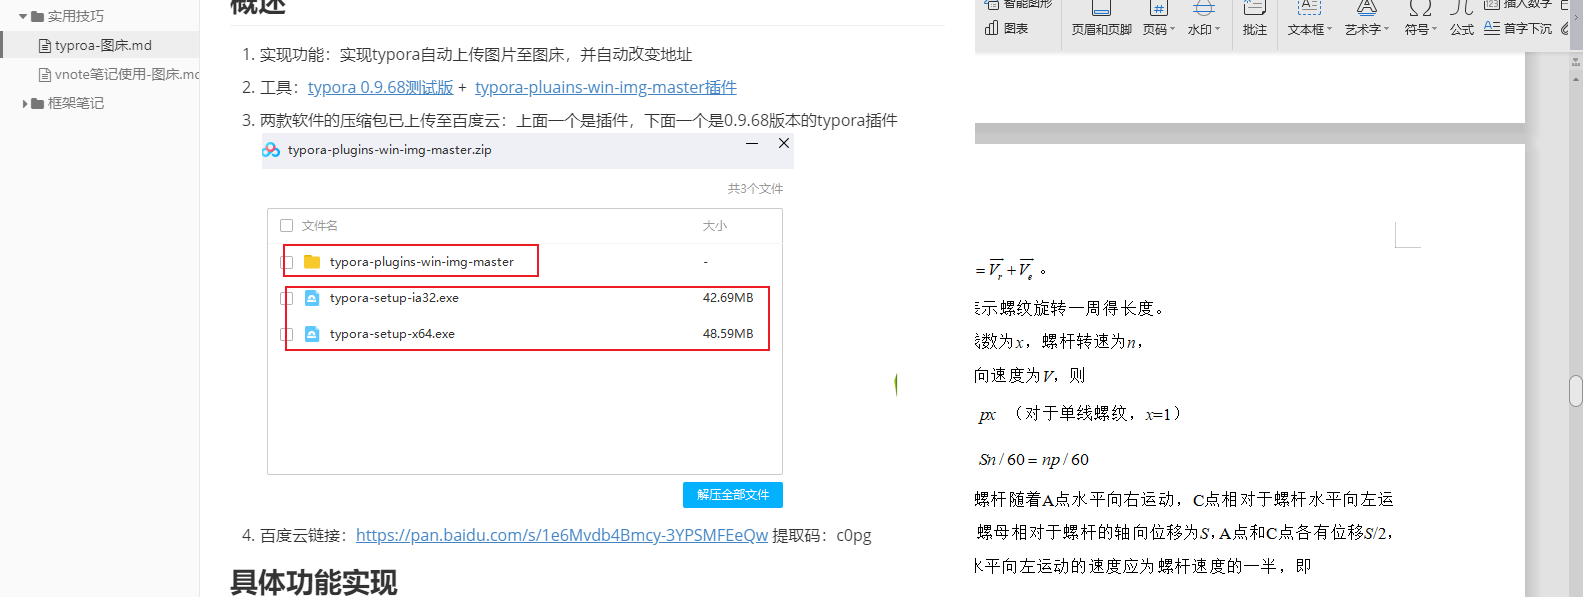 实用技巧
typroa-图床.md
vnote笔记使用-图床.mc
框架笔记
概述
1. 实现功能：实现typora自动上传图片至图床，并自动改变地址
2. 工具：typora 0.9.68测试版 + typora-pluains-win-img-master插件
3. 两款软件的压缩包已上传至百度云：上面一个是插件，下面一个是0.9.68版本的typora插件
typora-plugins-win-img-master.zip
共3个文件
文件名 大小
typora-plugins-win-img-master -
typora-setup-ia32.exe 42.69MB
typora-setup-x64.exe 48.59MB
解压全部文件
4. 百度云链接：https://pan.baidu.com/s/1e6Mvdb4Bmcy-3YPSMFEeQw 提取码：c0pg
具体功能实现
智能图形
插入数字
图表
页眉和页脚 页码 水印 批注 文本框 艺术字 符号 公式 首字下沉
=Vr+Ve 。
示螺纹旋转一周得长度。
数为x，螺杆转速为n，
向速度为V，则
px （对于单线螺纹，x=1）
Sn/60=np/60
螺杆随着A点水平向右运动，C点相对于螺杆水平向左运
螺母相对于螺杆的轴向位移为S,A点和C点各有位移S/2，
水平向左运动的速度应为螺杆速度的一半，即